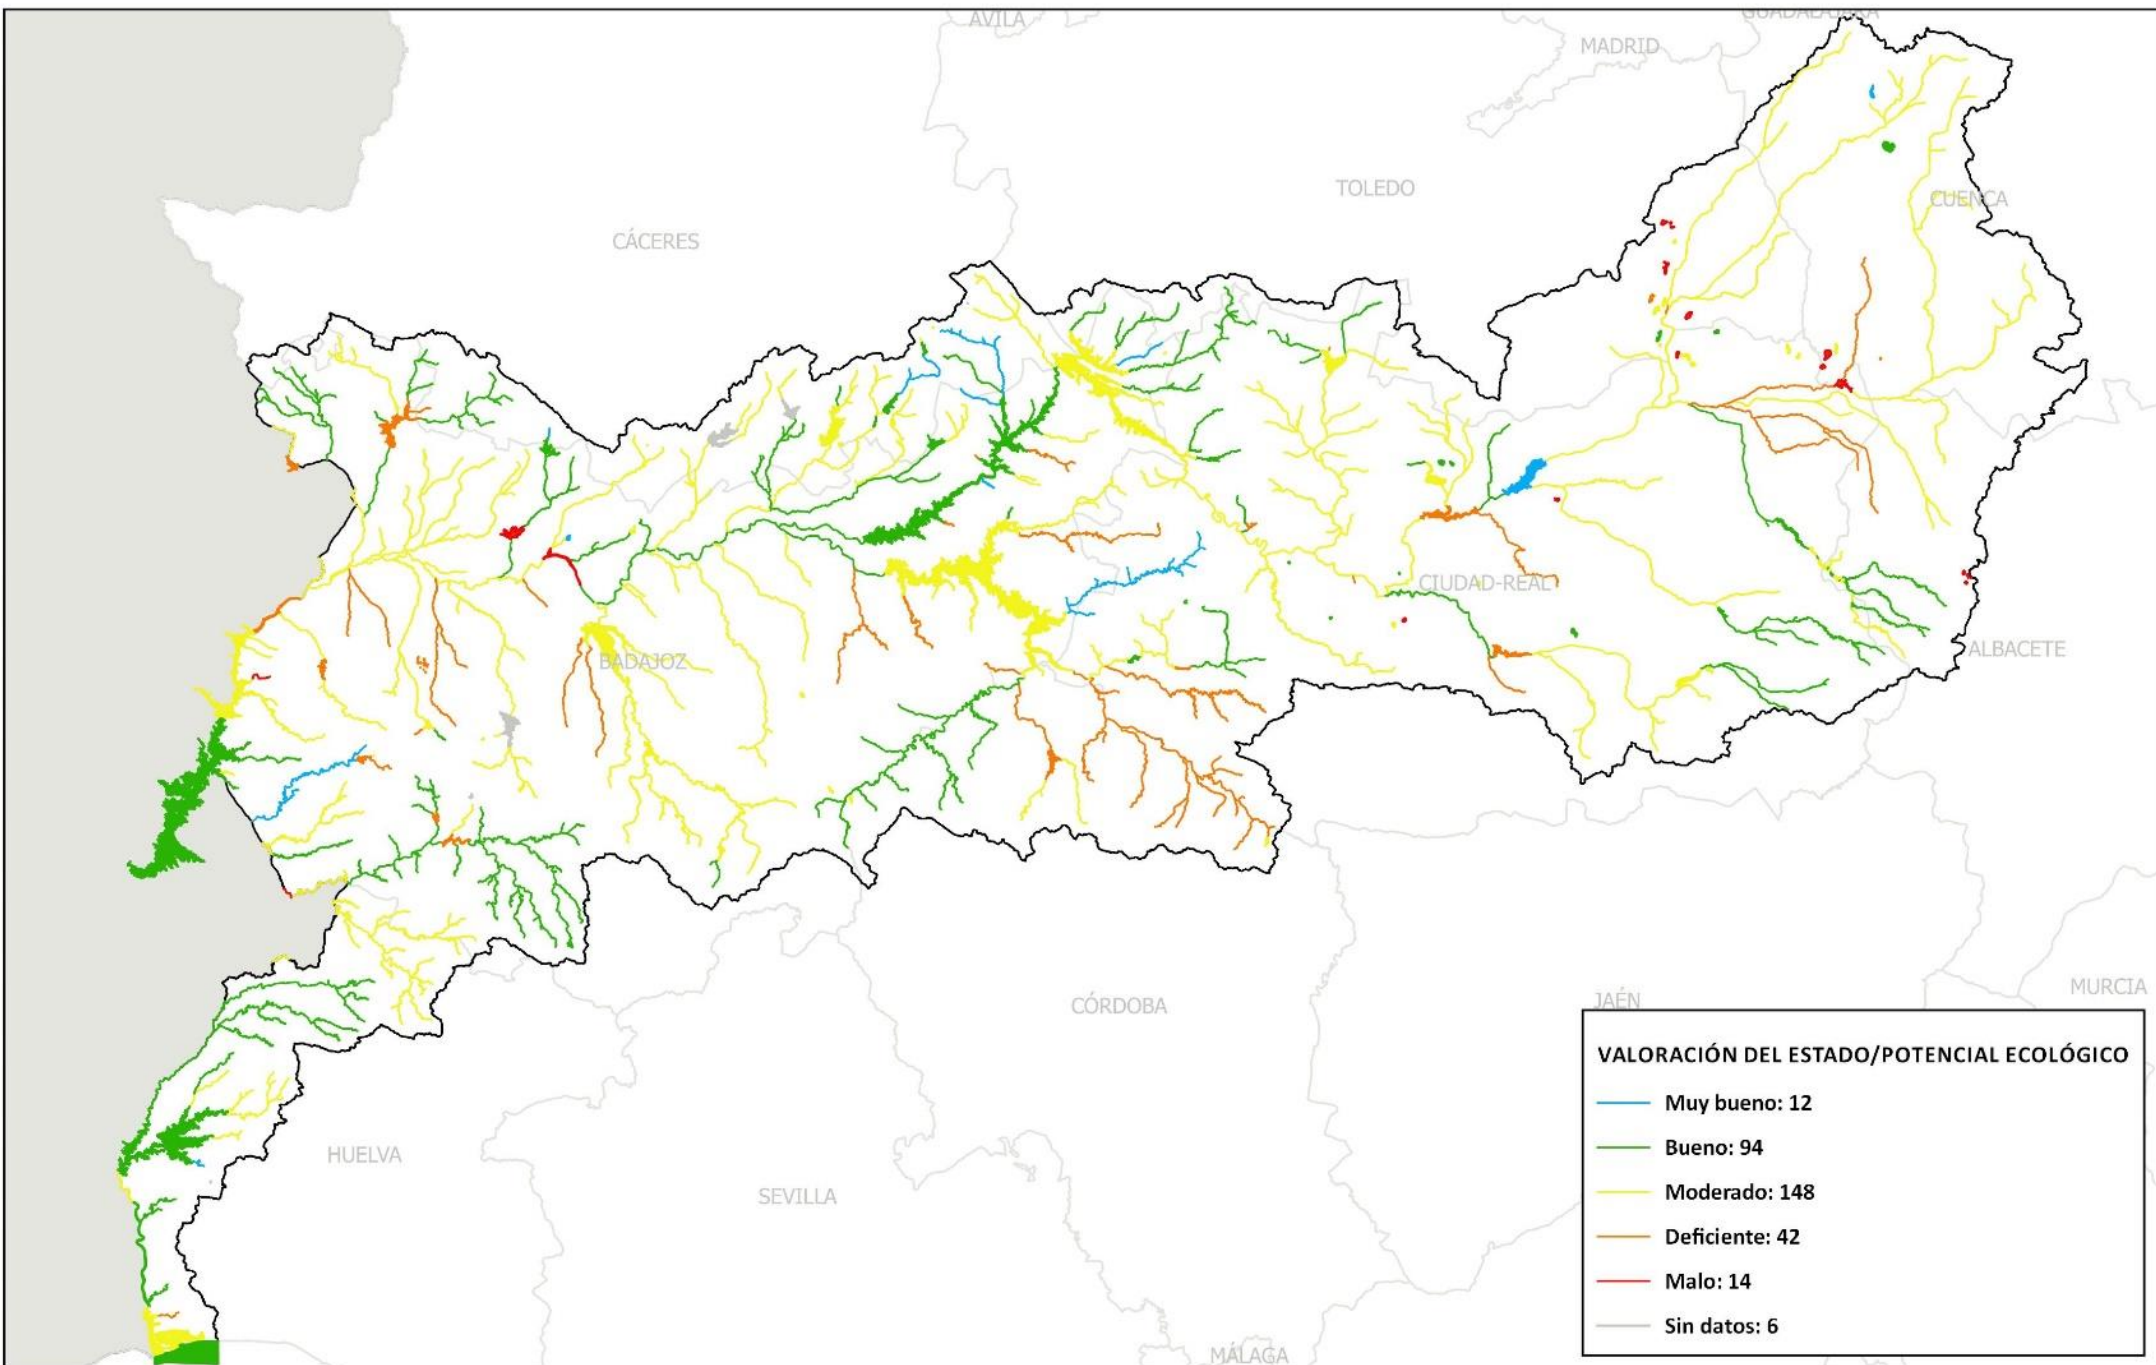 ÁVILA
GUADALAJARA
MADRID
TOLEDO
CUENCA
CÁCERES
CIUDAD-REAL
ALBACETE
BADAJOZ
MURCIA
JAÉN
CÓRDOBA
HUELVA
SEVILLA
MÁLAGA
VALORACIÓN DEL ESTADO/POTENCIAL ECOLÓGICO
Muy bueno: 12
Bueno: 94
Moderado: 148
Deficiente: 42
Malo: 14
Sin datos: 6